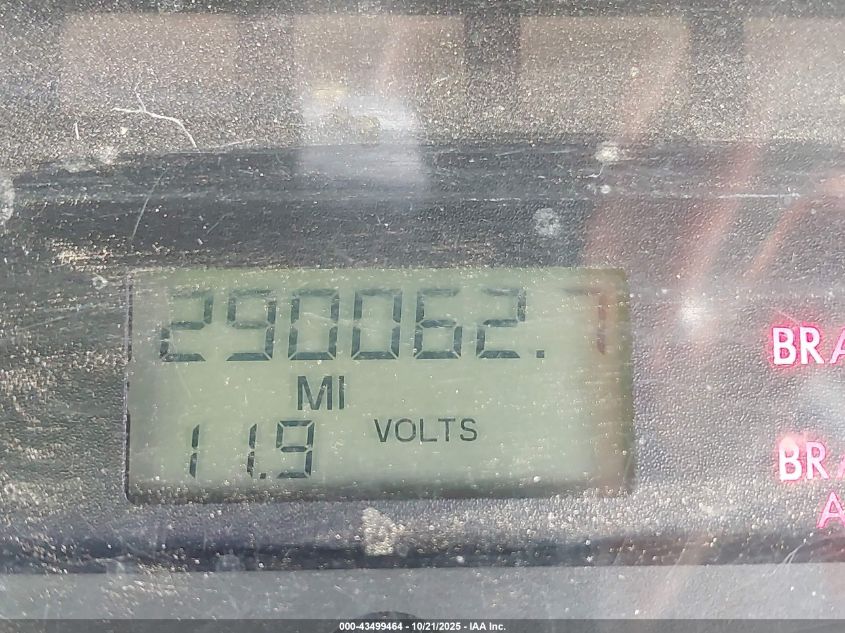 290062.7
MI
11.9 VOLTS
BRA
BRA
A
000-43499464 - 10/21/2025 - IAA Inc.